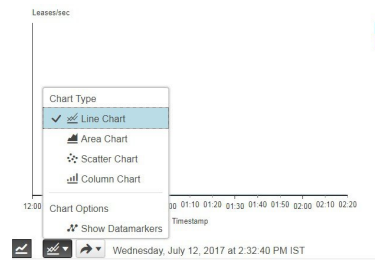 Leases/sec
Chart Type
Line Chart
Area Chart
Scatter Chart
Column Chart
Chart Options
Show Datamarkers
12:00 00 01:10 01:20 01:30 01:40 01:50 02:00 02:10 02:20
Timestamp
Wednesday, July 12, 2017 at 2:32:40 PM IST